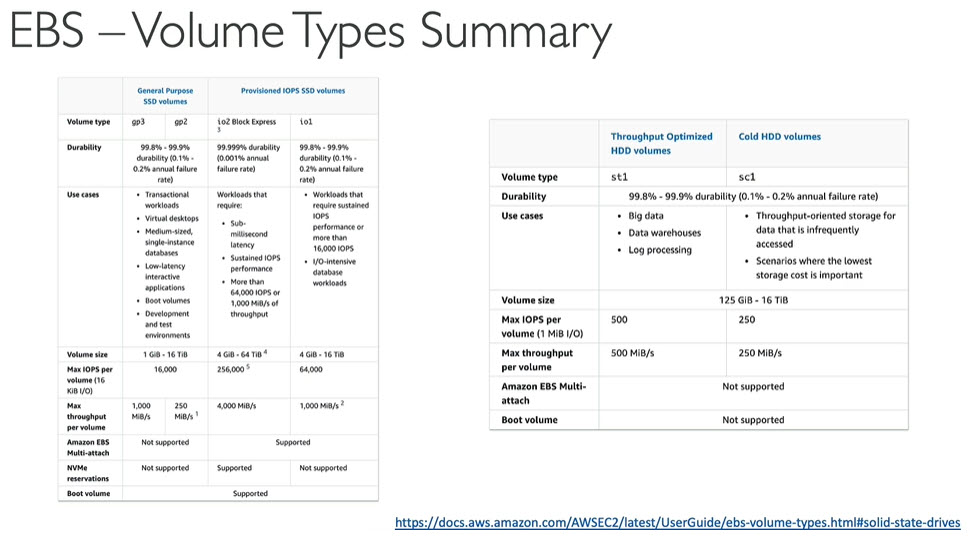 EBS – Volume Types Summary
General Purpose
SSD volumes
Provisioned IOPS SSD volumes
Volume type
gp3
gp2
io2 Block Express
3
io1
Durability
99.8% - 99.9%
durability (0.1% -
0.2% annual failure
rate)
99.999% durability
(0.001% annual
failure rate)
99.8% - 99.9%
durability (0.1% -
0.2% annual failure
rate)
Use cases
• Transactional
workloads
• Virtual desktops
• Medium-sized,
single-instance
databases
• Low-latency
interactive
applications
• Boot volumes
• Development
and test
environments
Workloads that
require:
• Sub-
millisecond
latency
• Sustained IOPS
performance
• More than
64,000 IOPS or
1,000 MiB/s of
throughput
• Workloads that
require sustained
IOPS
performance or
more than
16,000 IOPS
• I/O-intensive
database
workloads
Volume size
1 GiB - 16 TiB
4 GiB - 64 TiB 4
4 GiB - 16 TiB
Max IOPS per
volume (16
KiB I/O)
16,000
256,000 5
64,000
Max
throughput
per volume
1,000
MiB/s
250
MiB/s 1
4,000 MiB/s
1,000 MiB/s 2
Amazon EBS
Multi-attach
Not supported
Supported
NVMe
reservations
Not supported
Supported
Not supported
Boot volume
Supported
Throughput Optimized
HDD volumes
Cold HDD volumes
Volume type
st1
sc1
Durability
99.8% - 99.9% durability (0.1% - 0.2% annual failure rate)
Use cases
• Big data
• Data warehouses
• Log processing
• Throughput-oriented storage for
data that is infrequently
accessed
• Scenarios where the lowest
storage cost is important
Volume size
125 GiB - 16 TiB
Max IOPS per
volume (1 MiB I/O)
500
250
Max throughput
per volume
500 MiB/s
250 MiB/s
Amazon EBS Multi-
attach
Not supported
Boot volume
Not supported
https://docs.aws.amazon.com/AWSEC2/latest/UserGuide/ebs-volume-types.html#solid-state-drives